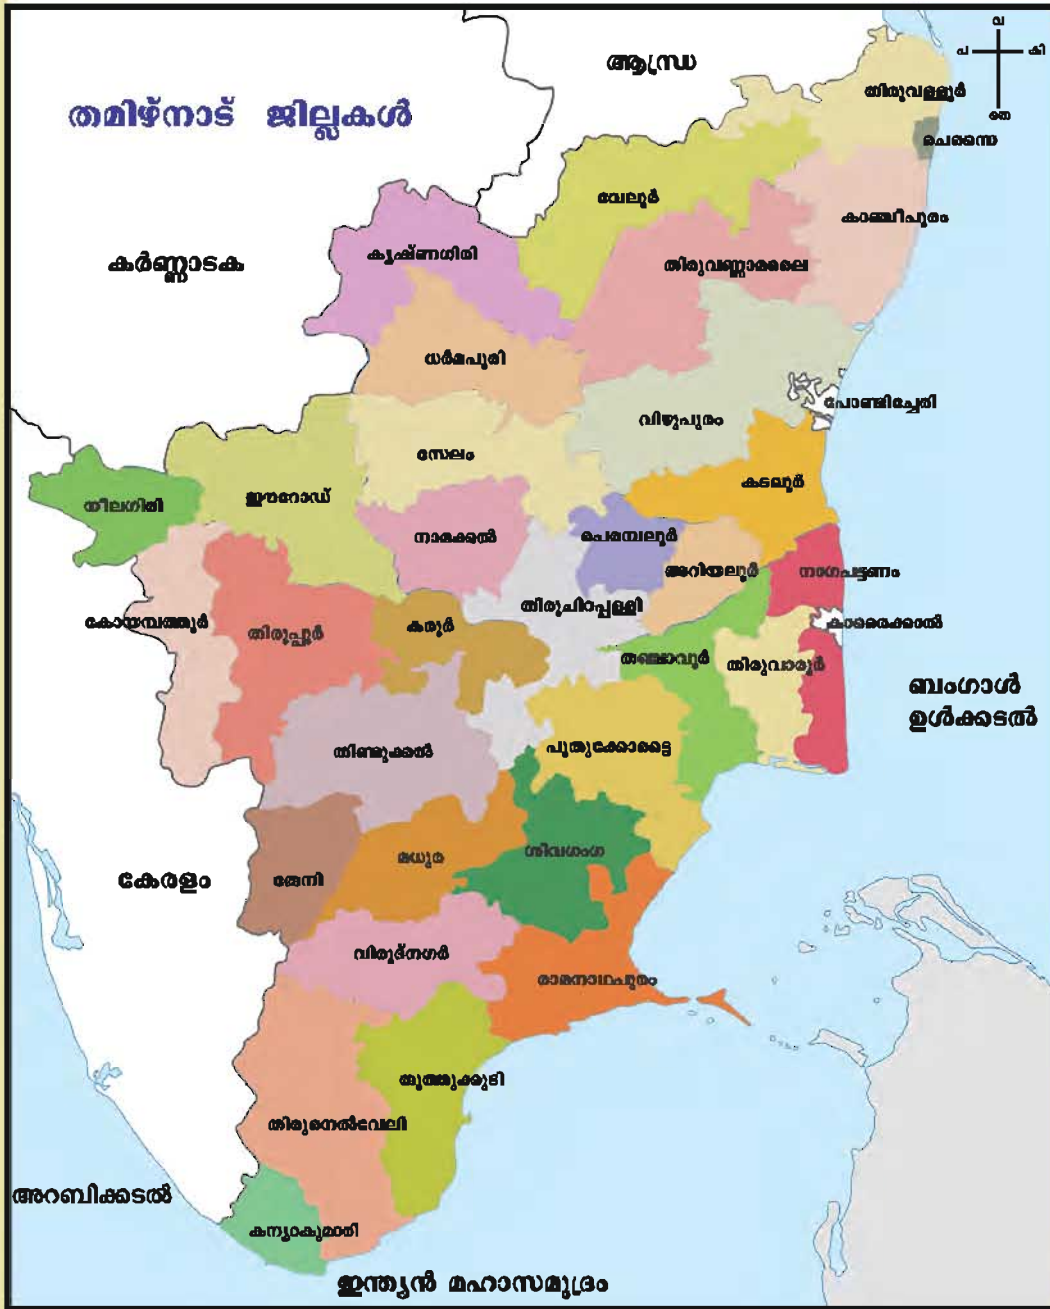 തമിഴ്നാട് ജില്ലകൾ
ആന്ധ്ര
വ
പ
കി
തെ
തിരുവള്ളൂർ
ചെന്നൈ
വേലൂർ
കാഞ്ചീപുരം
കൃഷ്ണഗിരി
തിരുവണ്ണാമലൈ
കർണ്ണാടക
ധർമപുരി
പോണ്ടിച്ചേരി
വിഴുപുരം
സേലം
കടലൂർ
നീലഗിരി
ഈറോഡ്
നാമക്കൽ
പെരമ്പലൂർ
അറിയലൂർ
നാഗപട്ടണം
കോയമ്പത്തൂർ
തിരുപ്പൂർ
കരൂർ
തിരുചിറപ്പള്ളി
കാരൈക്കാൽ
തഞ്ചാവൂർ
തിരുവാരൂർ
ബംഗാൾ
ഉൾക്കടൽ
തിണ്ടുക്കൽ
പുതുക്കോട്ടൈ
കേരളം
തേനി
മധുര
ശിവഗംഗ
വിരുദ്നഗർ
രാമനാഥപുരം
തൂത്തുക്കുടി
തിരുനെൽവേലി
അറബിക്കടൽ
കന്യാകുമാരി
ഇന്ത്യൻ മഹാസമുദ്രം